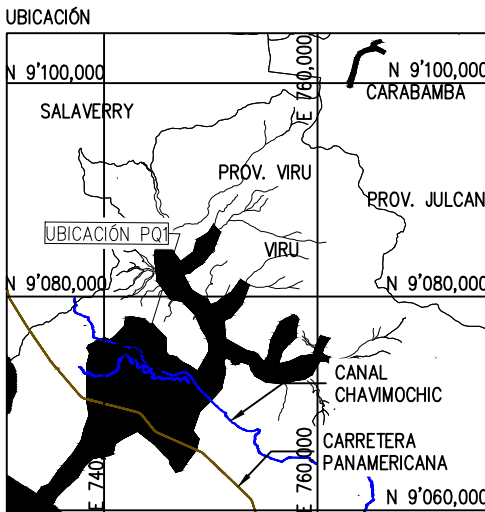 UBICACIÓN
N 9'100,000
E 760,000
N 9'100,000
CARABAMBA
SALAVERRY
PROV. VIRU
PROV. JULCAN
UBICACIÓN PQ1
VIRU
N 9'080,000
N 9'080,000
CANAL
CHAVIMOCHIC
CARRETERA
PANAMERICANA
E 740,
E 760,000
N 9'060,000